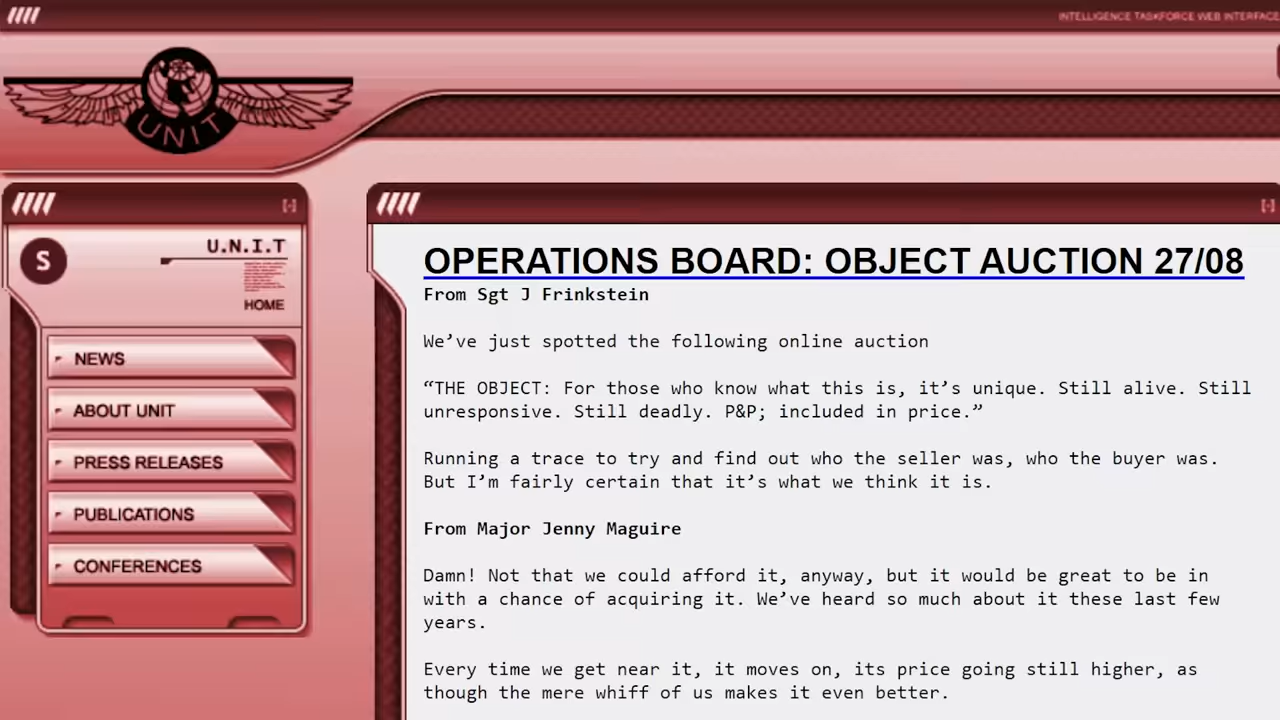 INTELLIGENCE TASKFORCE WEB INTERFACE
UNIT
S
U.N.I.T
HOME
NEWS
ABOUT UNIT
PRESS RELEASES
PUBLICATIONS
CONFERENCES
OPERATIONS BOARD: OBJECT AUCTION 27/08
From Sgt J Frinkstein
We’ve just spotted the following online auction
“THE OBJECT: For those who know what this is, it’s unique. Still alive. Still
unresponsive. Still deadly. P&P; included in price.”
Running a trace to try and find out who the seller was, who the buyer was.
But I’m fairly certain that it’s what we think it is.
From Major Jenny Maguire
Damn! Not that we could afford it, anyway, but it would be great to be in
with a chance of acquiring it. We’ve heard so much about it these last few
years.
Every time we get near it, it moves on, its price going still higher, as
though the mere whiff of us makes it even better.